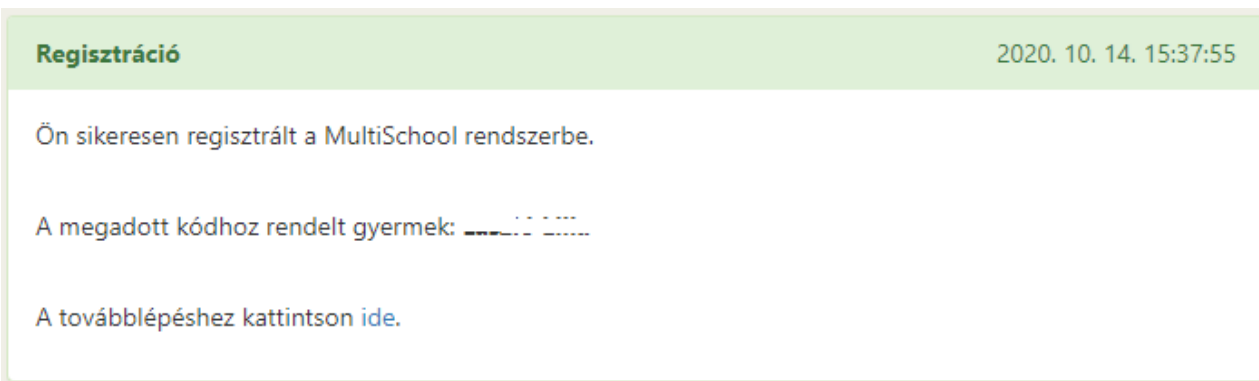 Regisztráció 2020. 10. 14. 15:37:55
Ön sikeresen regisztrált a MultiSchool rendszerbe.
A megadott kódhoz rendelt gyermek:
A továbblépéshez kattintson ide.